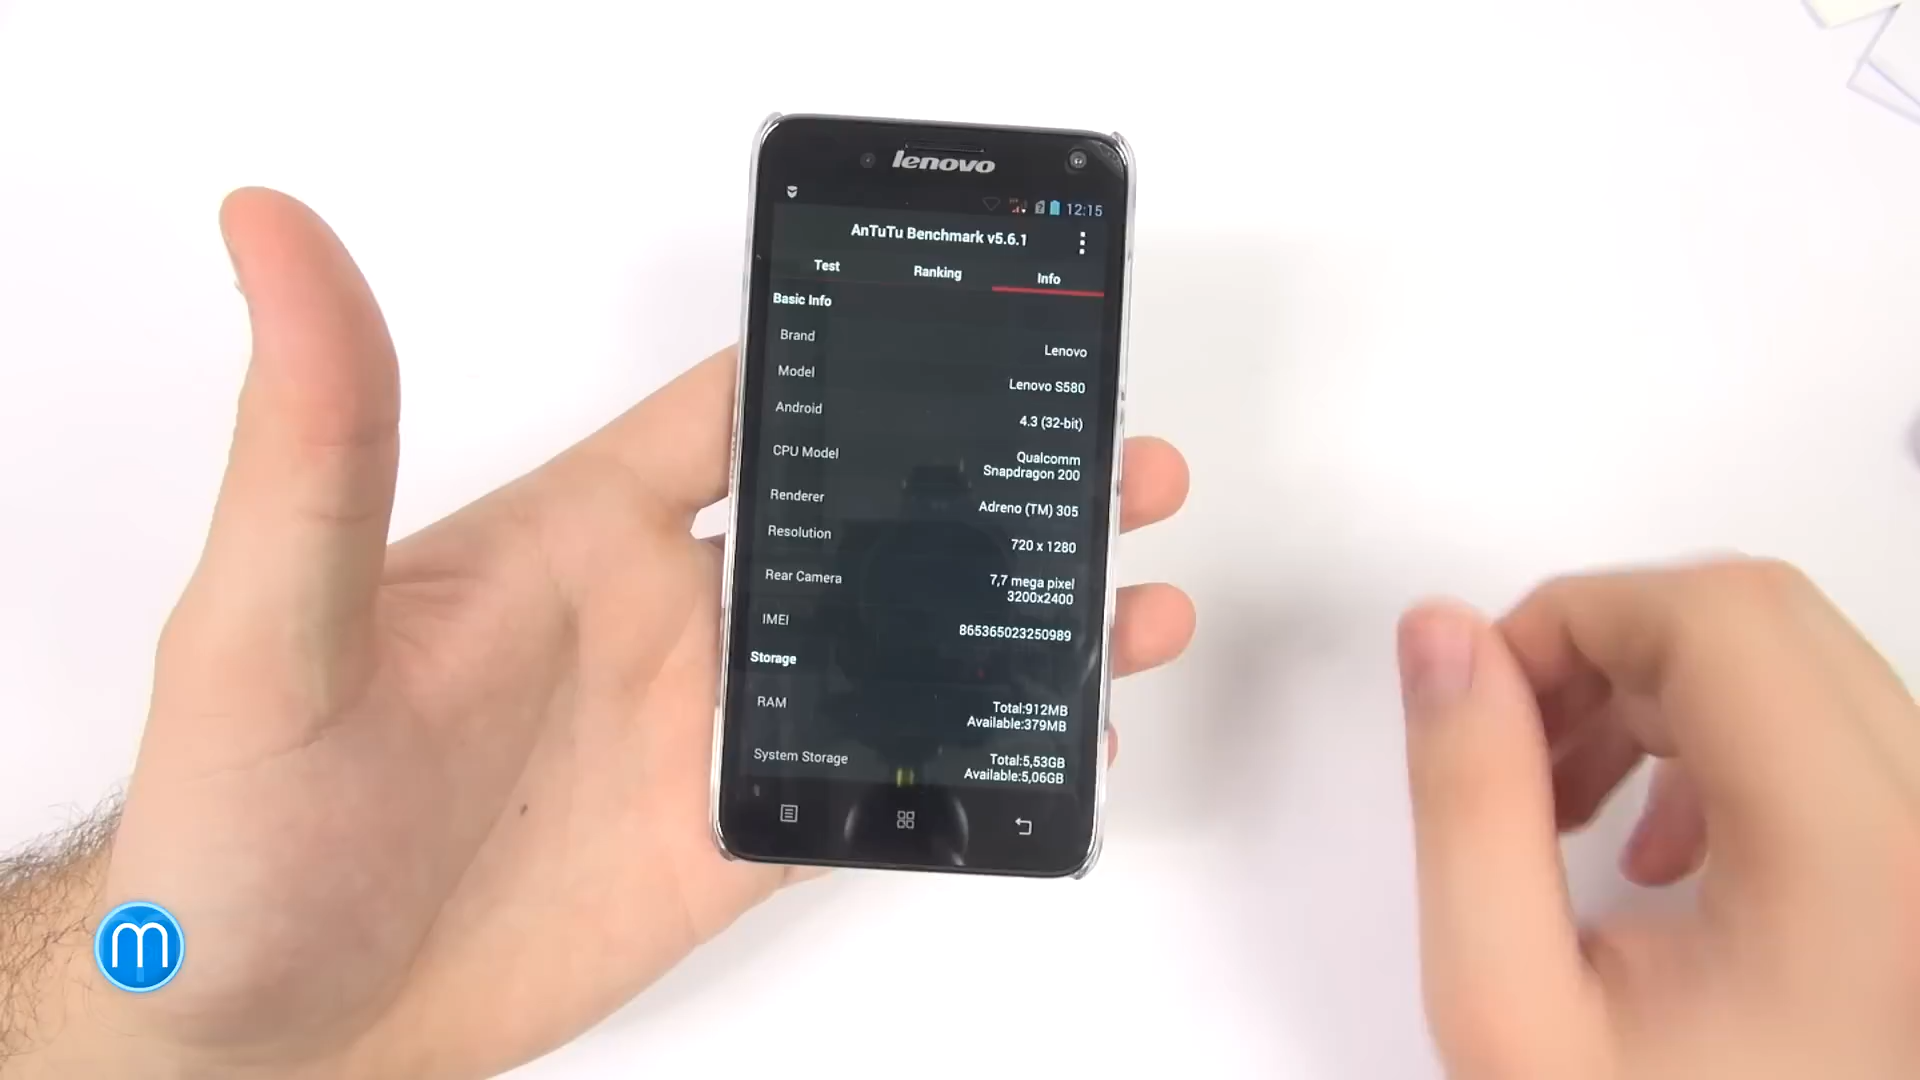 lenovo
12:15
AnTuTu Benchmark v5.6.1
Test Ranking Info
Basic Info
Brand Lenovo
Model Lenovo S580
Android 4.3 (32-bit)
CPU Model Qualcomm
Snapdragon 200
Renderer Adreno (TM) 305
Resolution 720 x 1280
Rear Camera 7,7 mega pixel
3200x2400
IMEI 865365023250989
Storage
RAM Total:912MB
Available:379MB
System Storage Total:5,53GB
Available:5,06GB
m